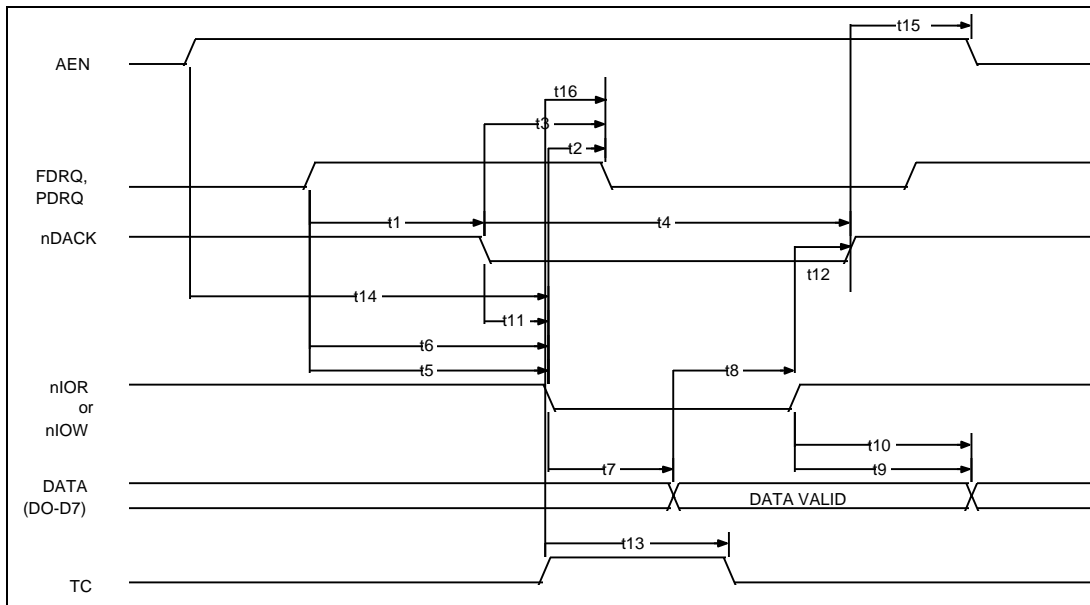 t15
AEN
t16
t3
t2
FDRQ,
PDRQ
t1
t4
nDACK
t12
t14
t11
t6
t5
t8
nIOR
or
nIOW
t10
t7
t9
DATA
(DO-D7)
DATA VALID
t13
TC